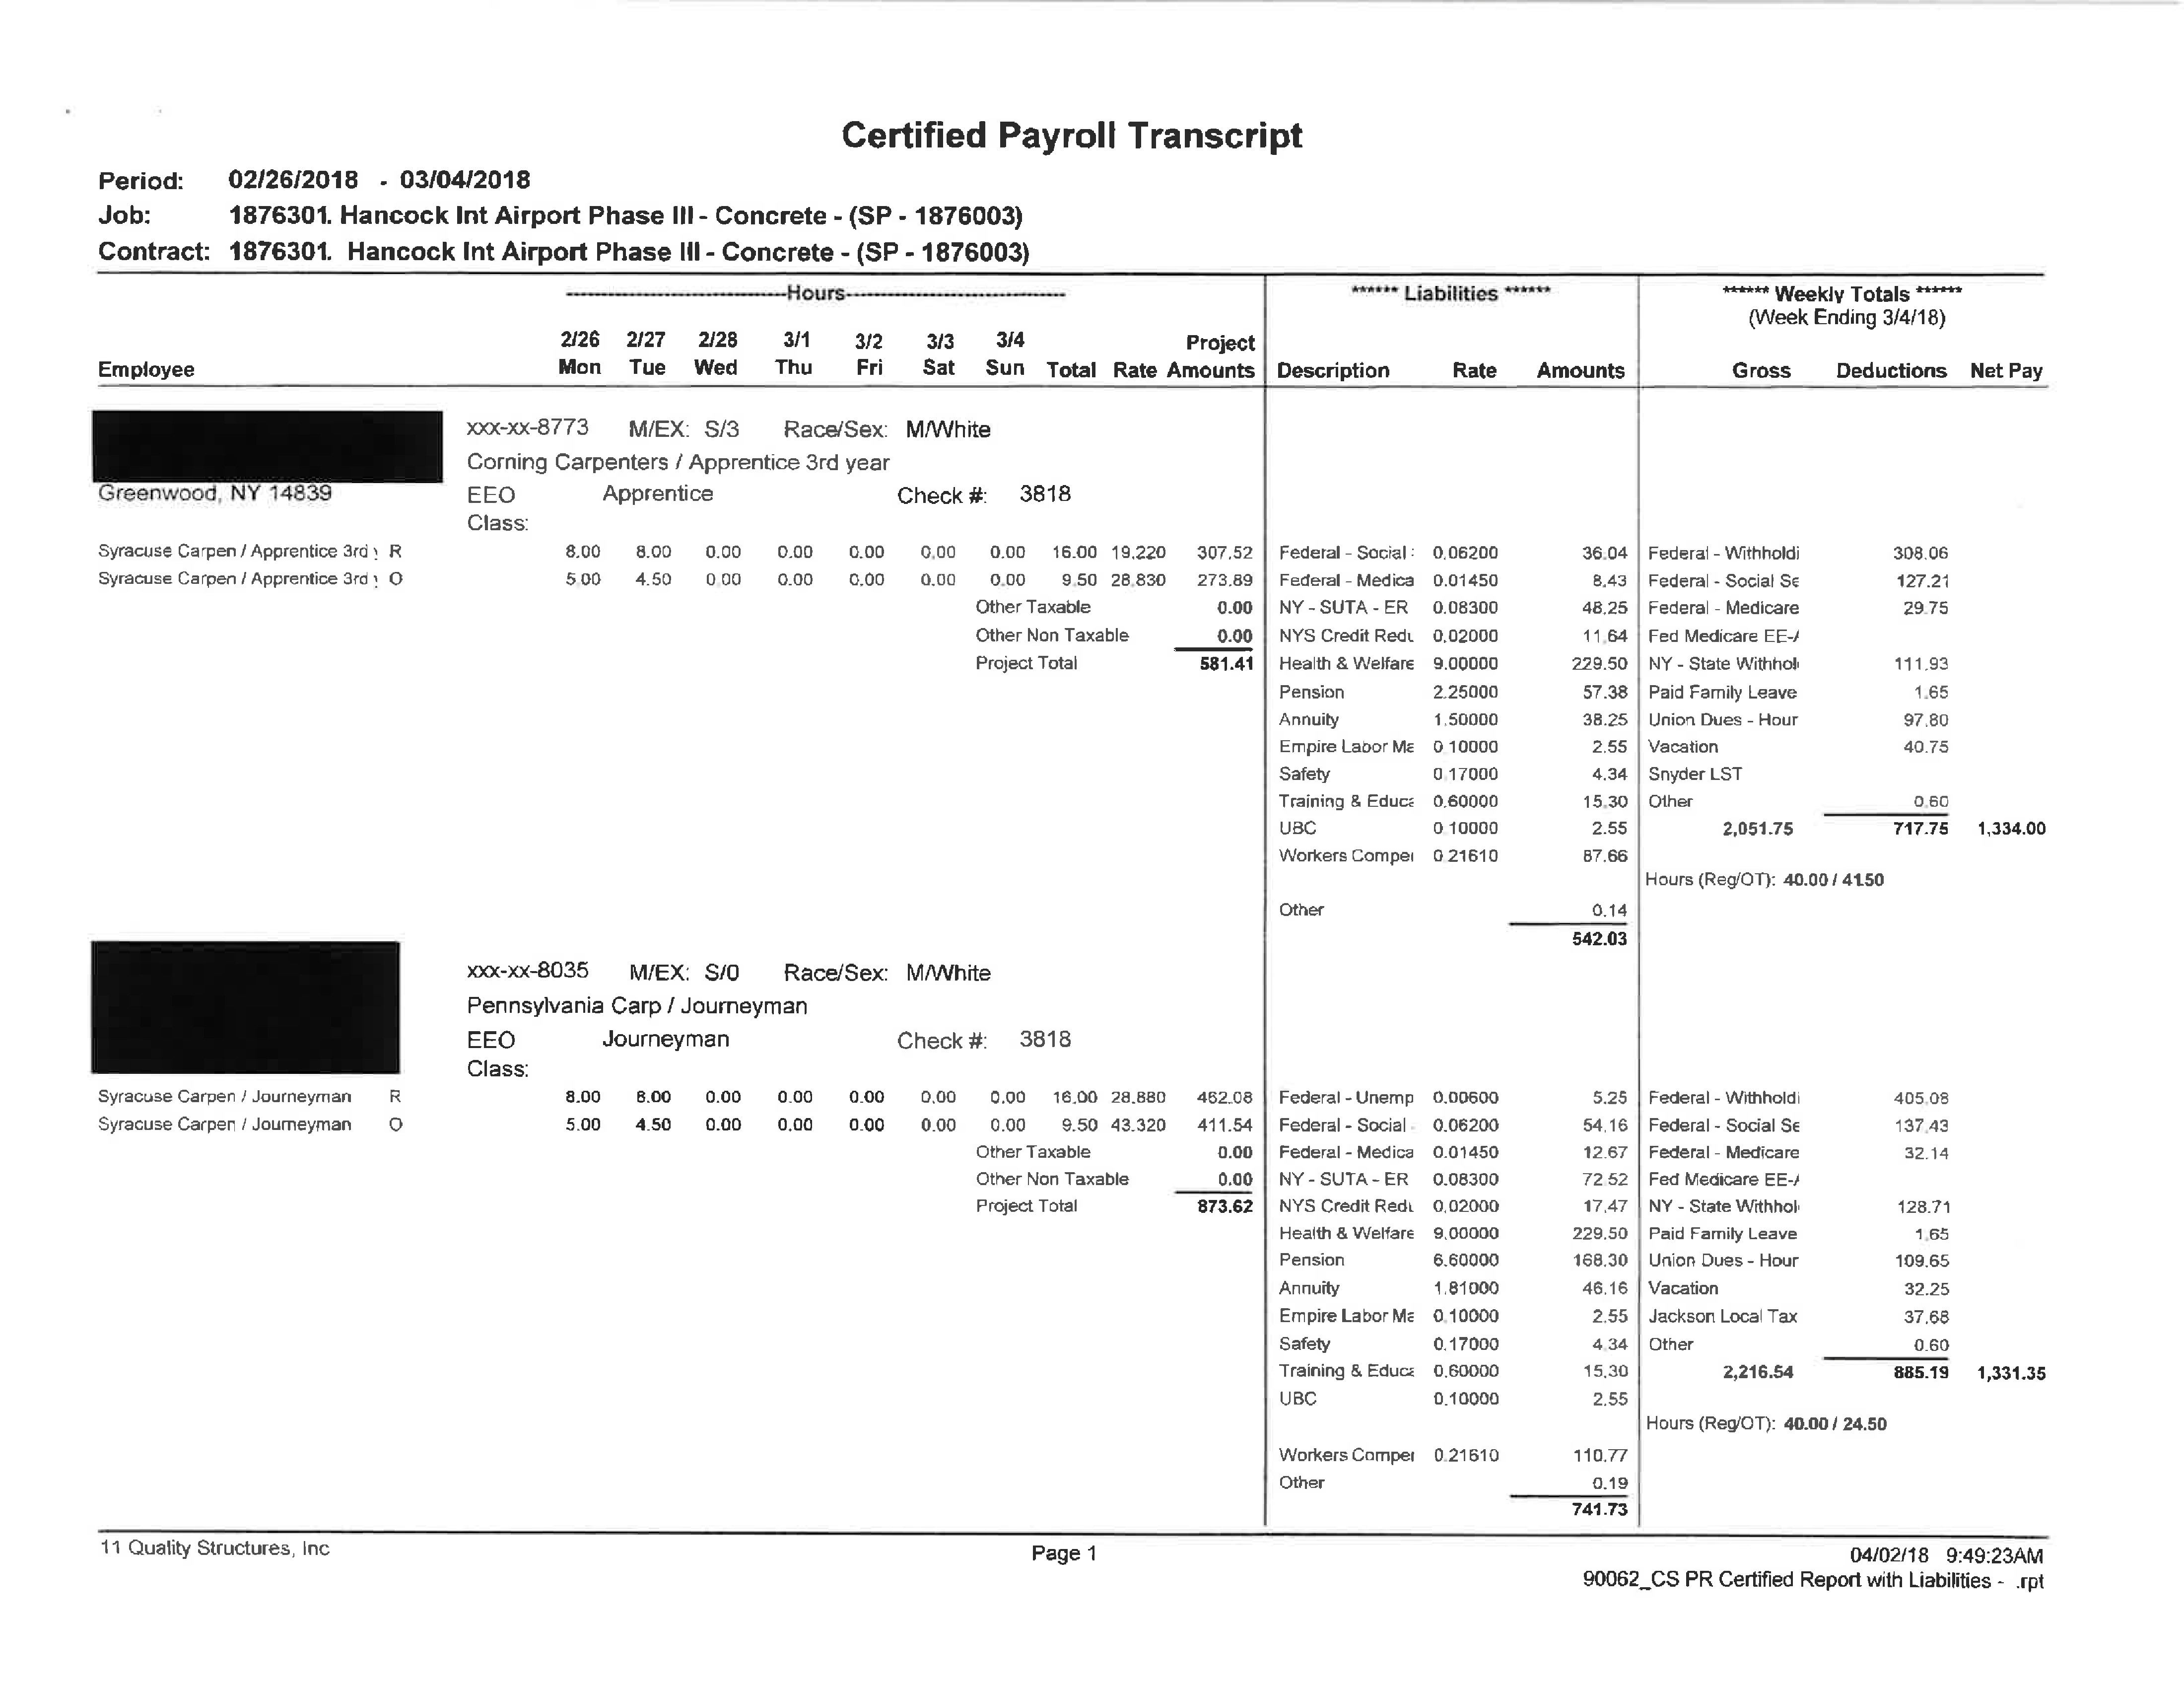 Certified Payroll Transcript
Period: 02/26/2018 - 03/04/2018
Job: 1876301. Hancock Int Airport Phase III - Concrete - (SP - 1876003)
Contract: 1876301. Hancock Int Airport Phase III - Concrete - (SP - 1876003)
-----Hours----- ****** Liabilities ****** ****** Weekly Totals ******
(Week Ending 3/4/18)
2/26 2/27 2/28 3/1 3/2 3/3 3/4 Project
Employee Mon Tue Wed Thu Fri Sat Sun Total Rate Amounts Description Rate Amounts Gross Deductions Net Pay
xxx-xx-8773 M/EX: S/3 Race/Sex: M/White
Corning Carpenters / Apprentice 3rd year
Greenwood, NY 14839 EEO Apprentice Check #: 3818
Class:
Syracuse Carpen / Apprentice 3rd y R 8.00 8.00 0.00 0.00 0.00 0.00 0.00 16.00 19.220 307.52 Federal - Social 0.06200 36.04 Federal - Withholdi 308.06
Syracuse Carpen / Apprentice 3rd y O 5.00 4.50 0.00 0.00 0.00 0.00 0.00 9.50 28.830 273.89 Federal - Medica 0.01450 8.43 Federal - Social Se 127.21
Other Taxable 0.00 NY - SUTA - ER 0.08300 48.25 Federal - Medicare 29.75
Other Non Taxable 0.00 NYS Credit Redu 0.02000 11.64 Fed Medicare EE-A
Project Total 581.41 Health & Welfare 9.00000 229.50 NY - State Withhol 111.93
Pension 2.25000 57.38 Paid Family Leave 1.65
Annuity 1.50000 38.25 Union Dues - Hour 97.80
Empire Labor Ma 0.10000 2.55 Vacation 40.75
Safety 0.17000 4.34 Snyder LST
Training & Educa 0.60000 15.30 Other 0.60
UBC 0.10000 2.55 2,051.75 717.75 1,334.00
Workers Compe 0.21610 87.66
Hours (Reg/OT): 40.00 / 41.50
Other 0.14
542.03
xxx-xx-8035 M/EX: S/0 Race/Sex: M/White
Pennsylvania Carp / Journeyman
EEO Journeyman Check #: 3818
Class:
Syracuse Carpen / Journeyman R 8.00 8.00 0.00 0.00 0.00 0.00 0.00 16.00 28.880 462.08 Federal - Unemp 0.00600 5.25 Federal - Withholdi 405.08
Syracuse Carpen / Journeyman O 5.00 4.50 0.00 0.00 0.00 0.00 0.00 9.50 43.320 411.54 Federal - Social 0.06200 54.16 Federal - Social Se 137.43
Other Taxable 0.00 Federal - Medica 0.01450 12.67 Federal - Medicare 32.14
Other Non Taxable 0.00 NY - SUTA - ER 0.08300 72.52 Fed Medicare EE-A
Project Total 873.62 NYS Credit Redu 0.02000 17.47 NY - State Withhol 128.71
Health & Welfare 9.00000 229.50 Paid Family Leave 1.65
Pension 6.60000 168.30 Union Dues - Hour 109.65
Annuity 1.81000 46.16 Vacation 32.25
Empire Labor Ma 0.10000 2.55 Jackson Local Tax 37.68
Safety 0.17000 4.34 Other 0.60
Training & Educa 0.60000 15.30 2,216.54 885.19 1,331.35
UBC 0.10000 2.55
Hours (Reg/OT): 40.00 / 24.50
Workers Compe 0.21610 110.77
Other 0.19
741.73
11 Quality Structures, Inc Page 1 04/02/18 9:49:23AM
90062_CS PR Certified Report with Liabilities - .rpt